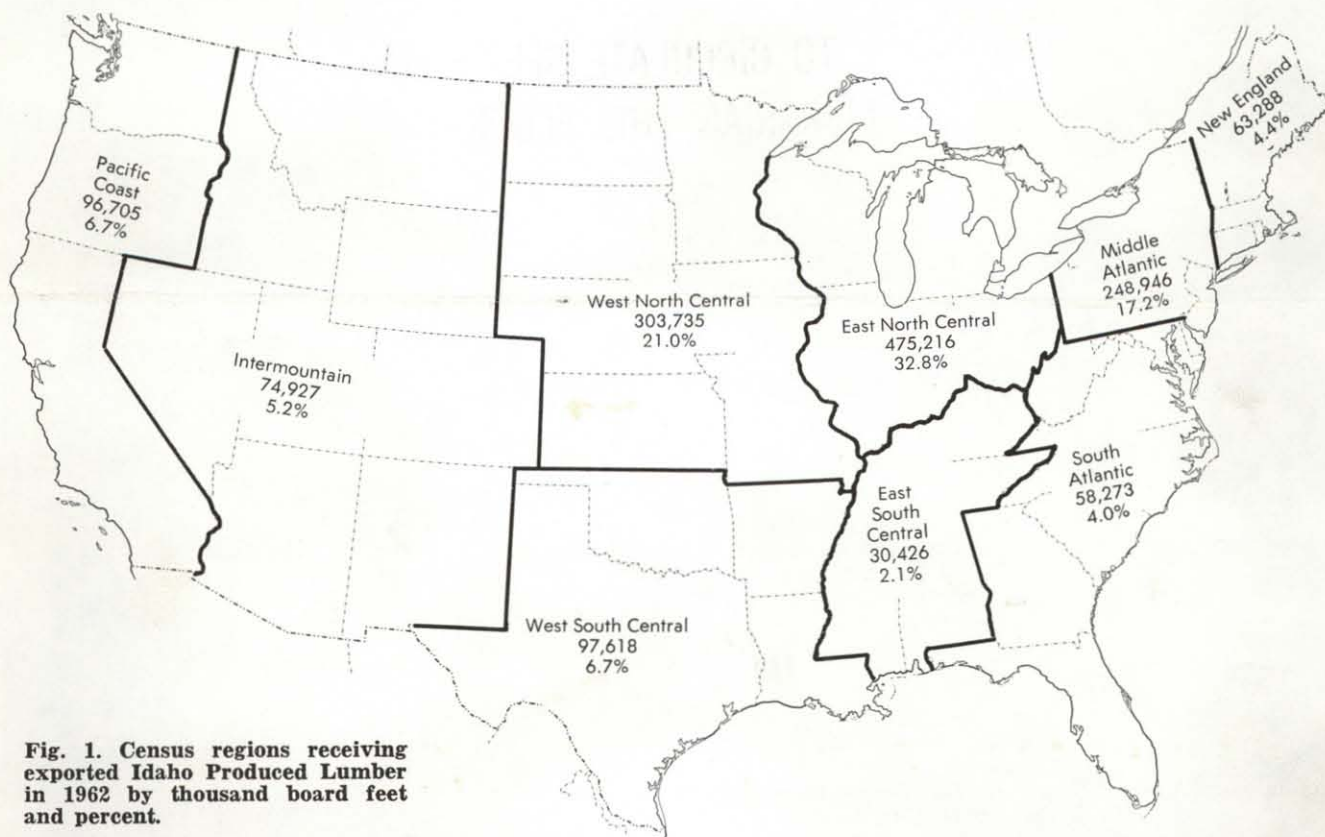 New England
63,288
4.4%
Pacific
Coast
96,705
6.7%
Middle
Atlantic
248,946
17.2%
West North Central
303,735
21.0%
East North Central
475,216
32.8%
Intermountain
74,927
5.2%
South
Atlantic
58,273
4.0%
East
South
Central
30,426
2.1%
West South Central
97,618
6.7%
Fig. 1. Census regions receiving
exported Idaho Produced Lumber
in 1962 by thousand board feet
and percent.